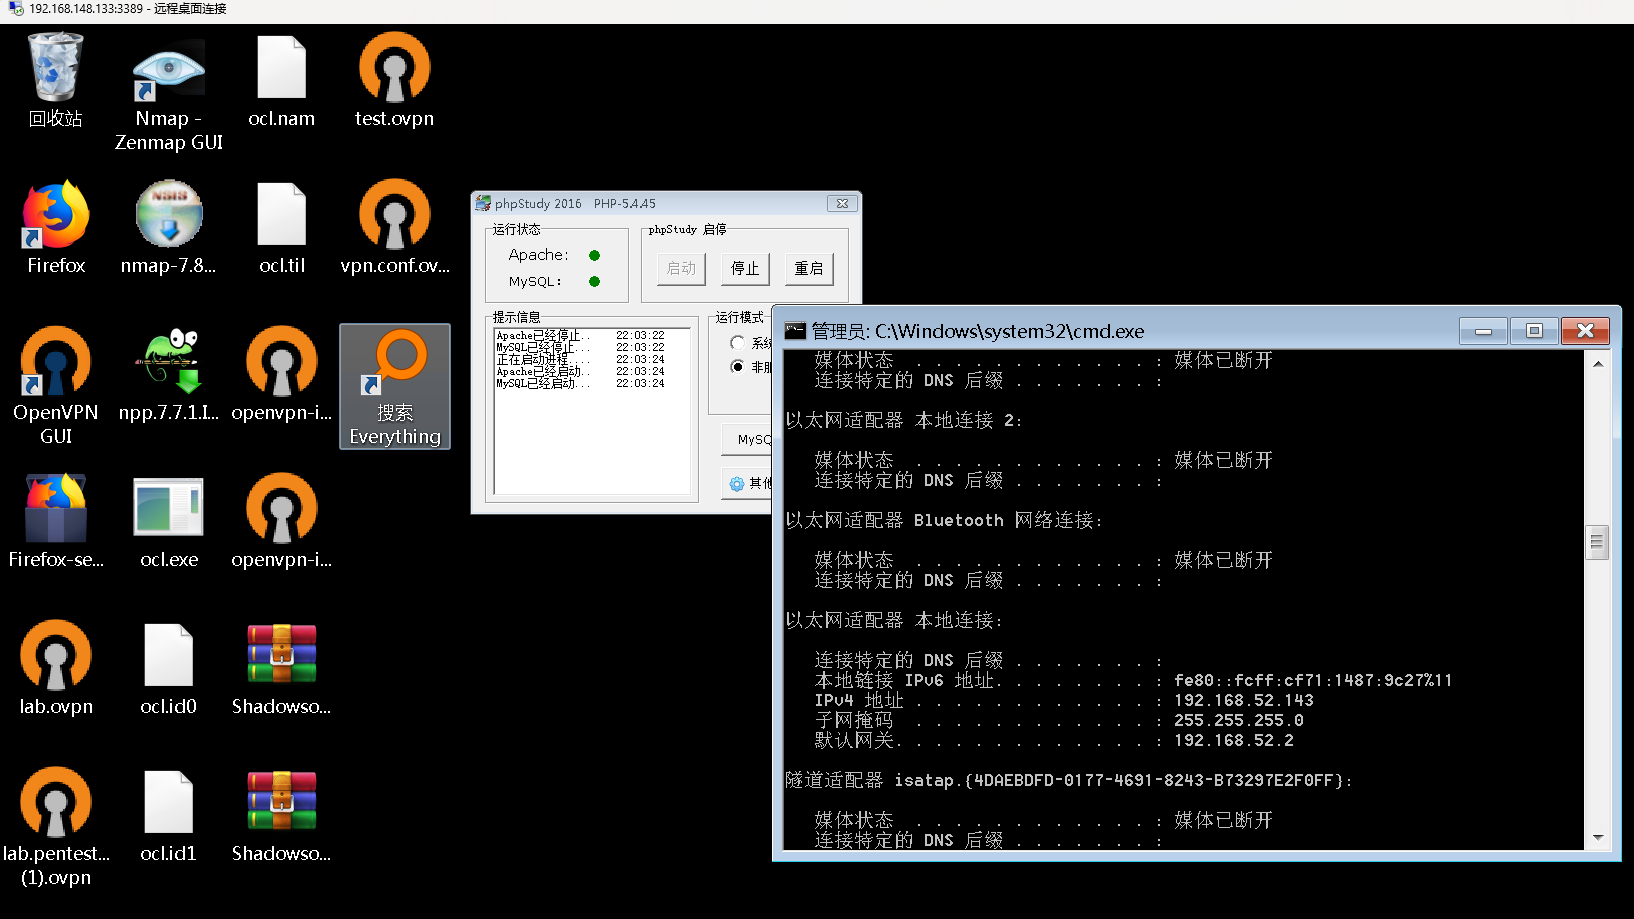 192.168.148.133:3389 - 远程桌面连接
回收站
Nmap -
Zenmap GUI
ocl.nam
test.ovpn
Firefox
nmap-7.8...
ocl.til
vpn.conf.ov...
OpenVPN
GUI
npp.7.7.1.I...
openvpn-i...
搜索
Everything
Firefox-se...
ocl.exe
openvpn-i...
lab.ovpn
ocl.id0
Shadowso...
lab.pentest...
(1).ovpn
ocl.id1
Shadowso...
NSIS
phpStudy 2016 PHP-5.4.45
运行状态
Apache:
MySQL:
phpStudy 启停
启动 停止 重启
提示信息
Apache已经停止.. 22:03:22
MySQL已经停止... 22:03:22
正在启动进程.... 22:03:24
Apache已经启动.. 22:03:24
MySQL已经启动... 22:03:24
运行模式
系统
非服
MySQ
其他
管理员: C:\Windows\system32\cmd.exe
媒体状态 . . . . . . . . . . . . : 媒体已断开
连接特定的 DNS 后缀 . . . . . . . :
以太网适配器 本地连接 2:
媒体状态 . . . . . . . . . . . . : 媒体已断开
连接特定的 DNS 后缀 . . . . . . . :
以太网适配器 Bluetooth 网络连接:
媒体状态 . . . . . . . . . . . . : 媒体已断开
连接特定的 DNS 后缀 . . . . . . . :
以太网适配器 本地连接:
连接特定的 DNS 后缀 . . . . . . . :
本地链接 IPv6 地址. . . . . . . . : fe80::fcff:cf71:1487:9c27%11
IPv4 地址 . . . . . . . . . . . . : 192.168.52.143
子网掩码 . . . . . . . . . . . . : 255.255.255.0
默认网关. . . . . . . . . . . . . : 192.168.52.2
隧道适配器 isatap.{4DAEBDFD-0177-4691-8243-B73297E2F0FF}:
媒体状态 . . . . . . . . . . . . : 媒体已断开
连接特定的 DNS 后缀 . . . . . . . :